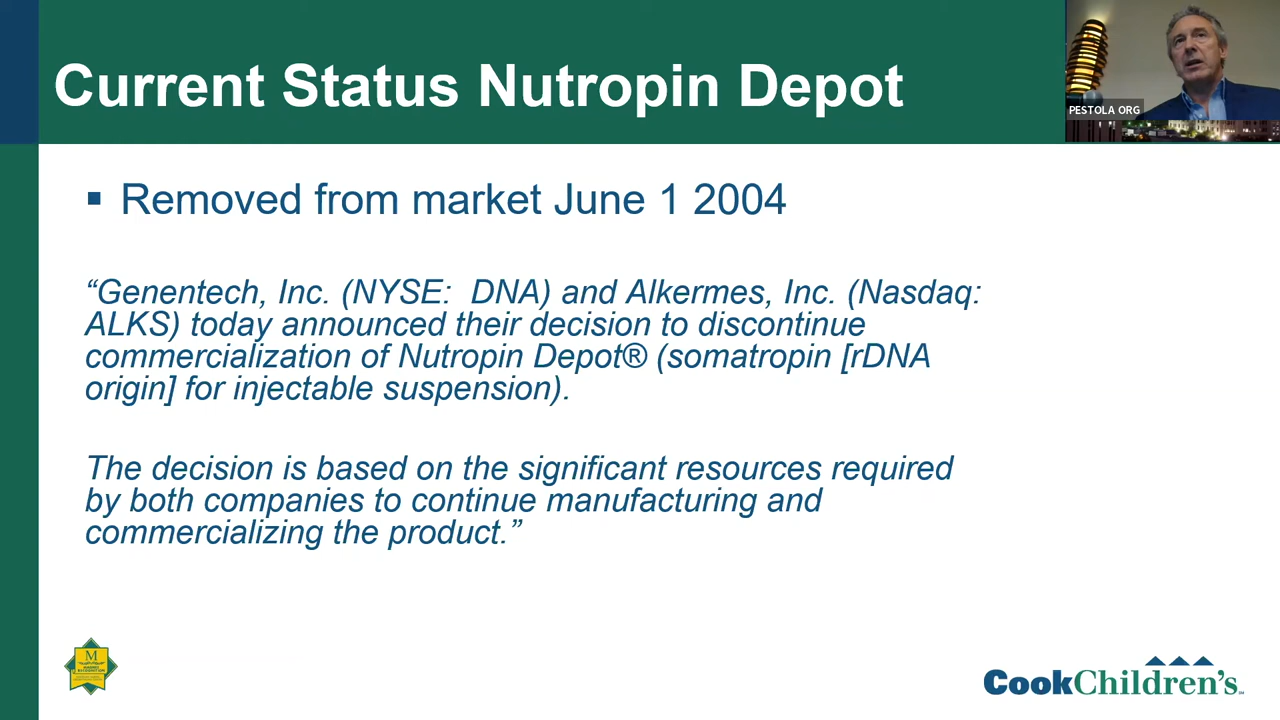 Current Status Nutropin Depot
PESTOLA ORG
▪ Removed from market June 1 2004
“Genentech, Inc. (NYSE:  DNA) and Alkermes, Inc. (Nasdaq:
ALKS) today announced their decision to discontinue
commercialization of Nutropin Depot® (somatropin [rDNA
origin] for injectable suspension).
The decision is based on the significant resources required
by both companies to continue manufacturing and
commercializing the product.”
M
CookChildren's℠